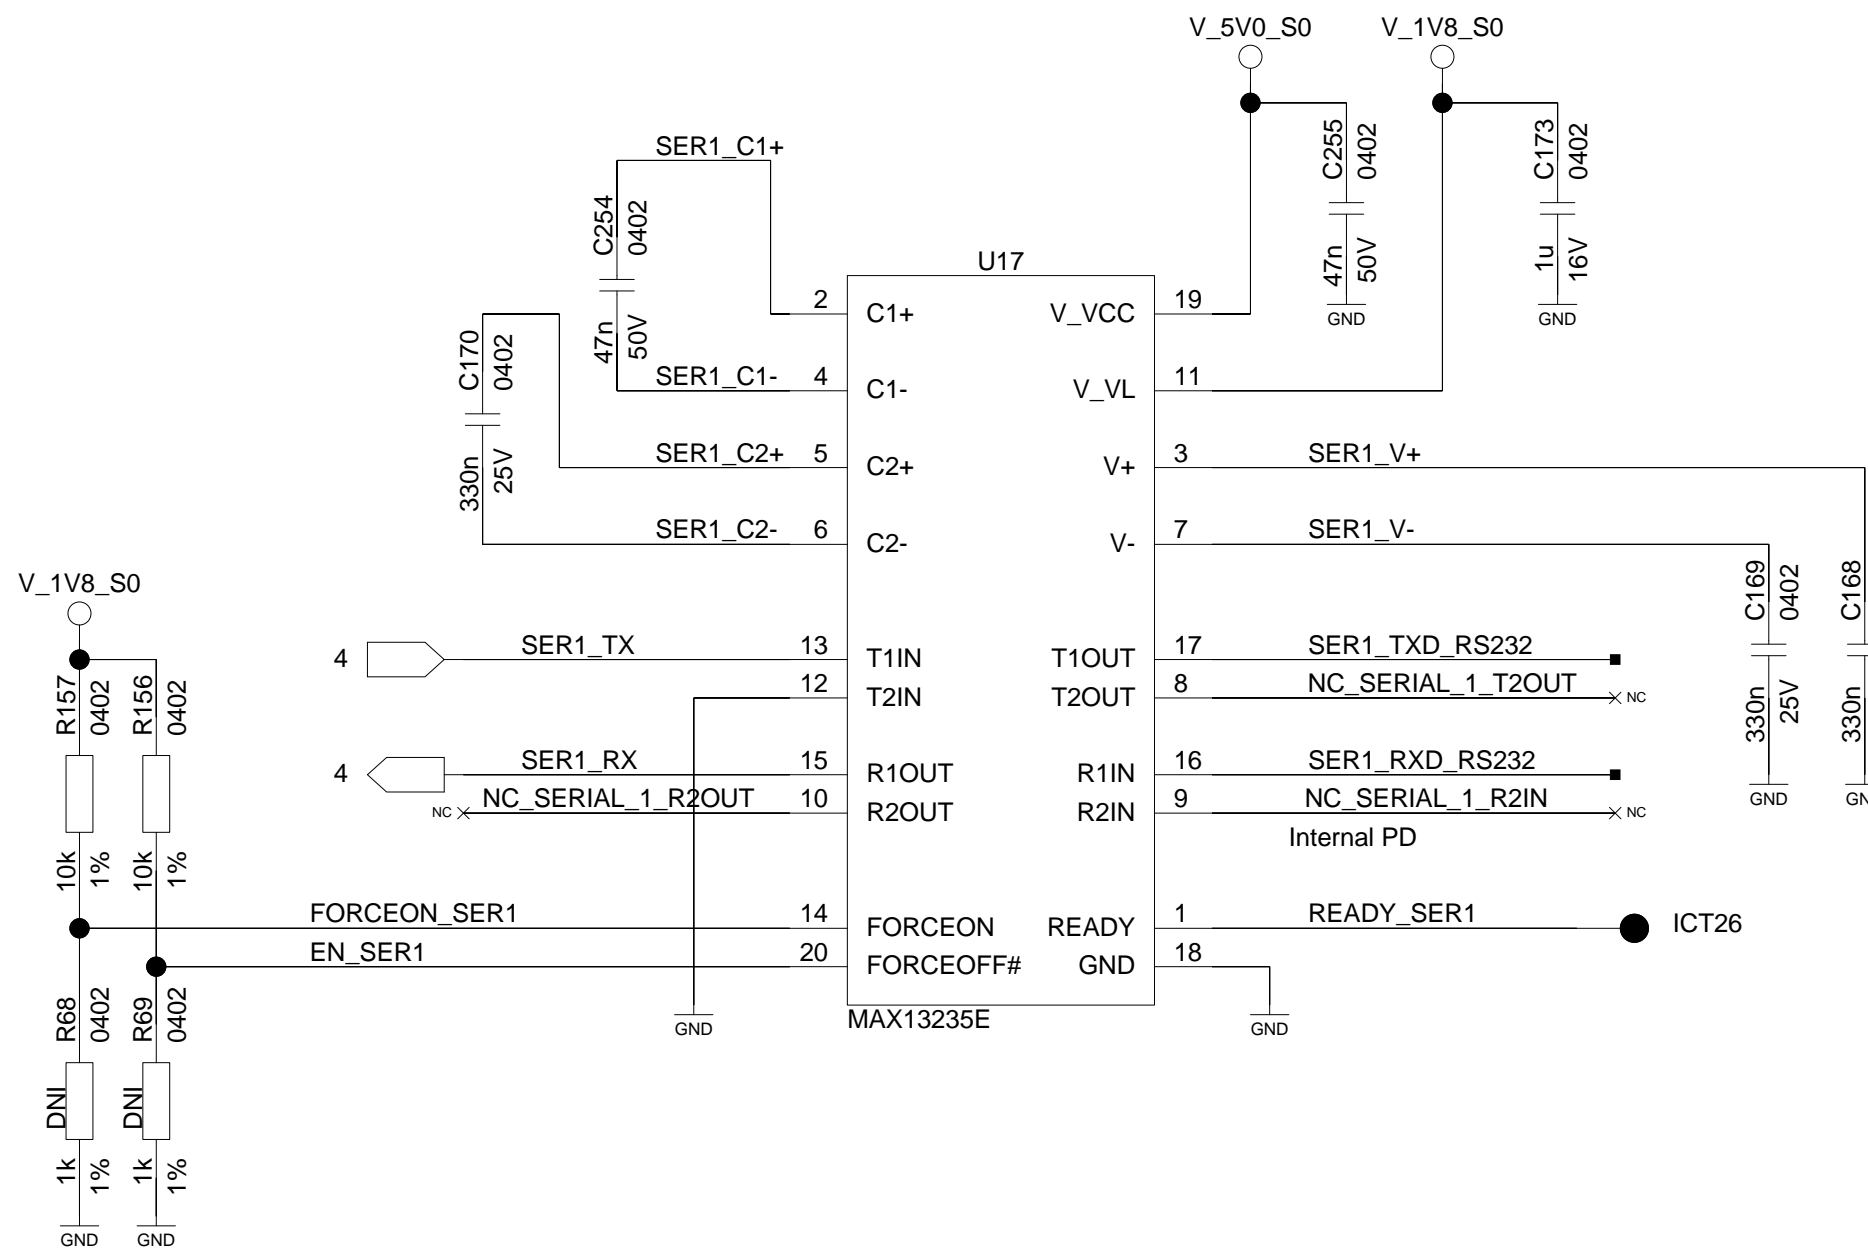 V_5V0_S0
V_1V8_S0
C255
0402
47n
50V
GND
C173
0402
1u
16V
GND
SER1_C1+
C254
0402
47n
50V
SER1_C1-
C170
0402
330n
25V
SER1_C2+
SER1_C2-
U17
2 C1+ V_VCC 19
4 C1- V_VL 11
5 C2+ V+ 3 SER1_V+
6 C2- V- 7 SER1_V-
C169
0402
330n
25V
GND
C168
330n
GN
V_1V8_S0
4 SER1_TX 13 T1IN T1OUT 17 SER1_TXD_RS232
12 T2IN T2OUT 8 NC_SERIAL_1_T2OUT NC
4 SER1_RX 15 R1OUT R1IN 16 SER1_RXD_RS232
NC NC_SERIAL_1_R2OUT 10 R2OUT R2IN 9 NC_SERIAL_1_R2IN NC
Internal PD
R157
0402
10k
1%
R156
0402
10k
1%
FORCEON_SER1 14 FORCEON READY 1 READY_SER1 ICT26
EN_SER1 20 FORCEOFF# GND 18
GND
MAX13235E
GND
R68
0402
DNI
1k
1%
GND
R69
0402
DNI
1k
1%
GND